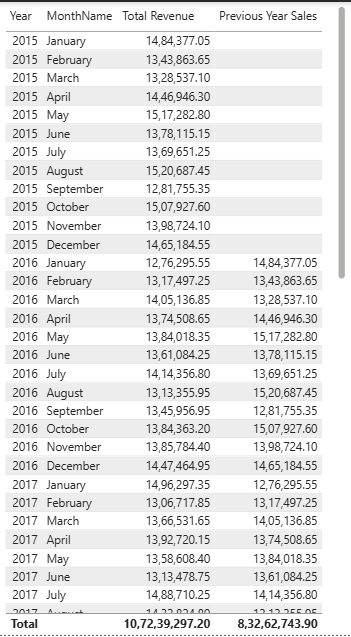 Year MonthName Total Revenue Previous Year Sales
2015 January 14,84,377.05
2015 February 13,43,863.65
2015 March 13,28,537.10
2015 April 14,46,946.30
2015 May 15,17,282.80
2015 June 13,78,115.15
2015 July 13,69,651.25
2015 August 15,20,687.45
2015 September 12,81,755.35
2015 October 15,07,927.60
2015 November 13,98,724.10
2015 December 14,65,184.55
2016 January 12,76,295.55 14,84,377.05
2016 February 13,17,497.25 13,43,863.65
2016 March 14,05,136.85 13,28,537.10
2016 April 13,74,508.65 14,46,946.30
2016 May 13,84,018.35 15,17,282.80
2016 June 13,61,084.25 13,78,115.15
2016 July 14,14,356.80 13,69,651.25
2016 August 13,13,355.95 15,20,687.45
2016 September 13,45,956.95 12,81,755.35
2016 October 13,84,363.20 15,07,927.60
2016 November 13,85,784.40 13,98,724.10
2016 December 14,47,464.95 14,65,184.55
2017 January 14,96,297.35 12,76,295.55
2017 February 13,06,717.85 13,17,497.25
2017 March 13,66,531.65 14,05,136.85
2017 April 13,92,720.15 13,74,508.65
2017 May 13,58,608.40 13,84,018.35
2017 June 13,13,478.75 13,61,084.25
2017 July 14,88,710.25 14,14,356.80
2017 August
Total 10,72,39,297.20 8,32,62,743.90